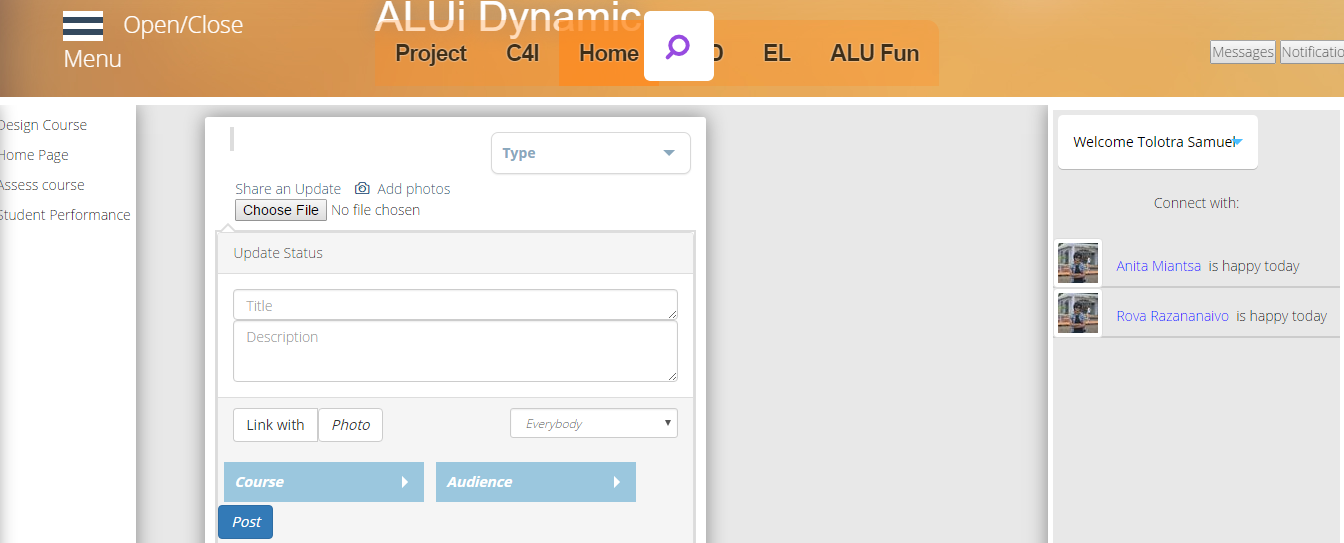 ALUi Dynamic
Open/Close
Menu
Project C4I Home EL ALU Fun
Messages
Design Course
Home Page
Assess course
Student Performance
Type
Share an Update Add photos
Choose File No file chosen
Update Status
Title
Description
Link with Photo Everybody
Course Audience
Post
Welcome Tolotra Samuel
Connect with:
Anita Miantsa is happy today
Rova Razananaivo is happy today